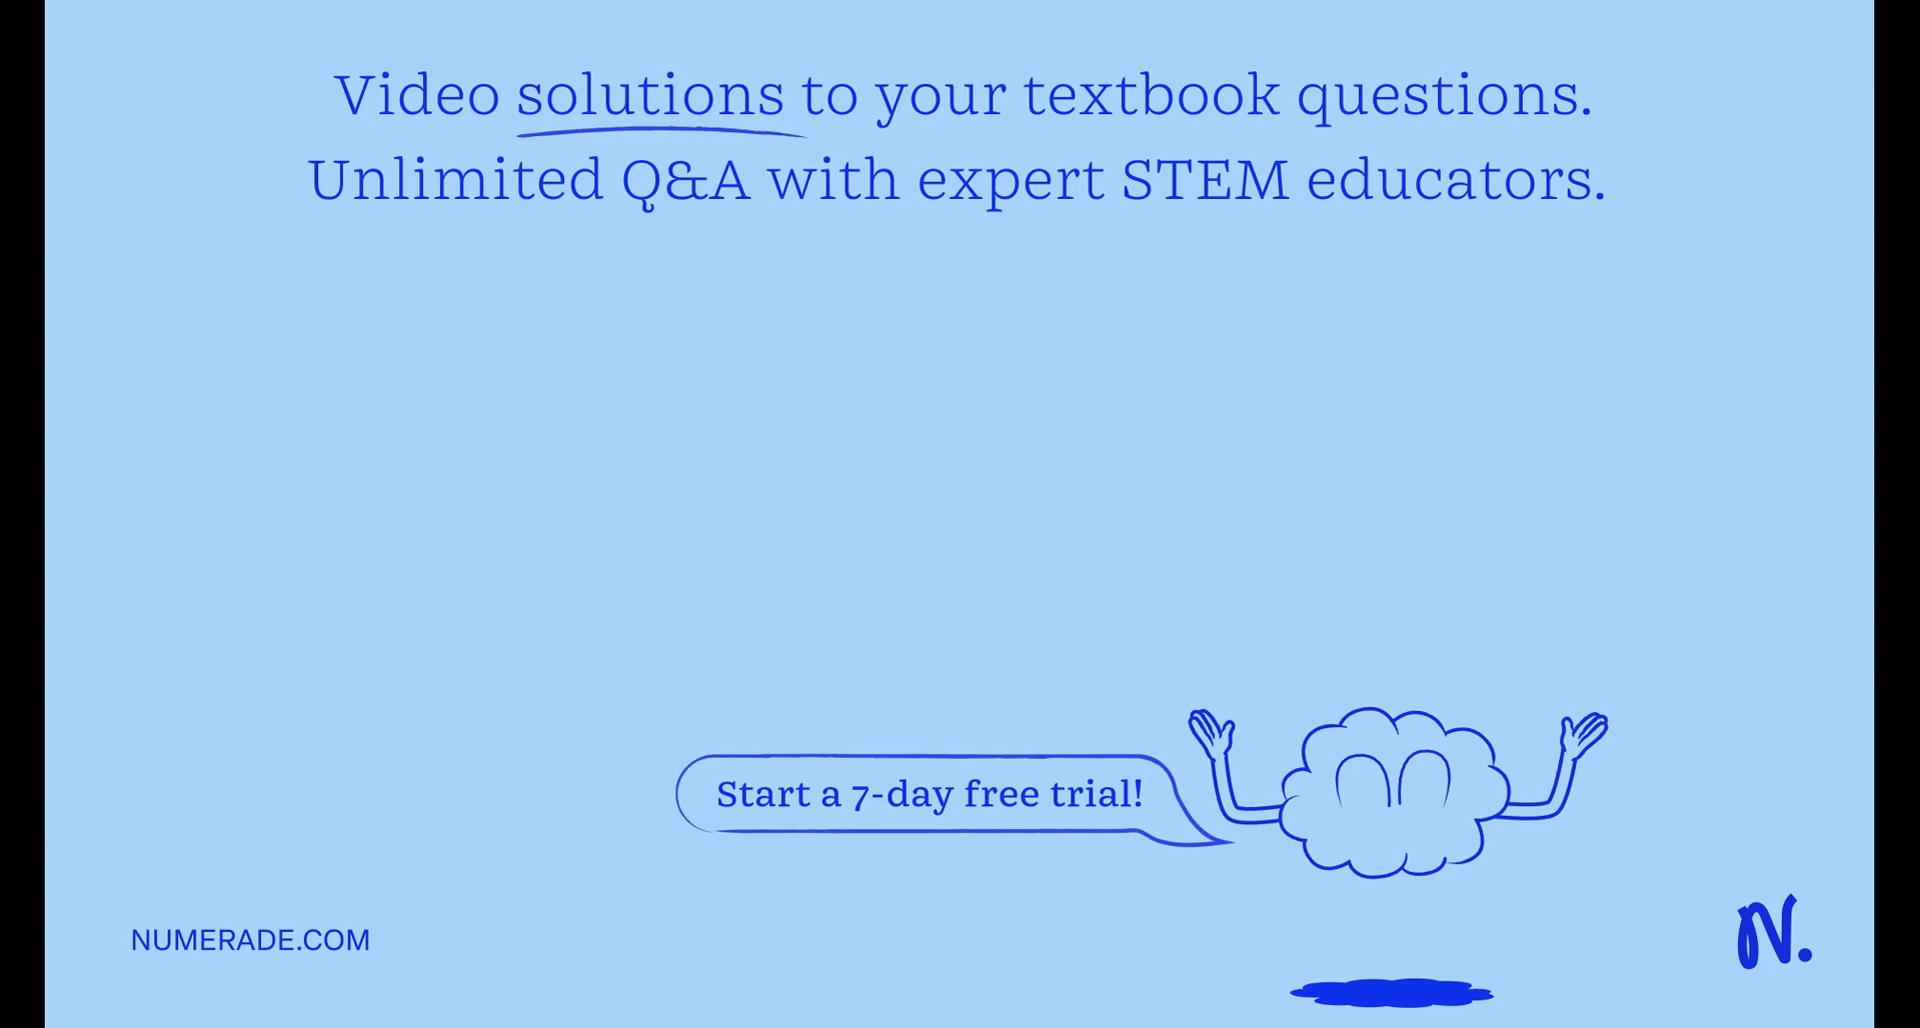 Video solutions to your textbook questions.
Unlimited Q&A with expert STEM educators.
Start a 7-day free trial!
NUMERADE.COM
N.